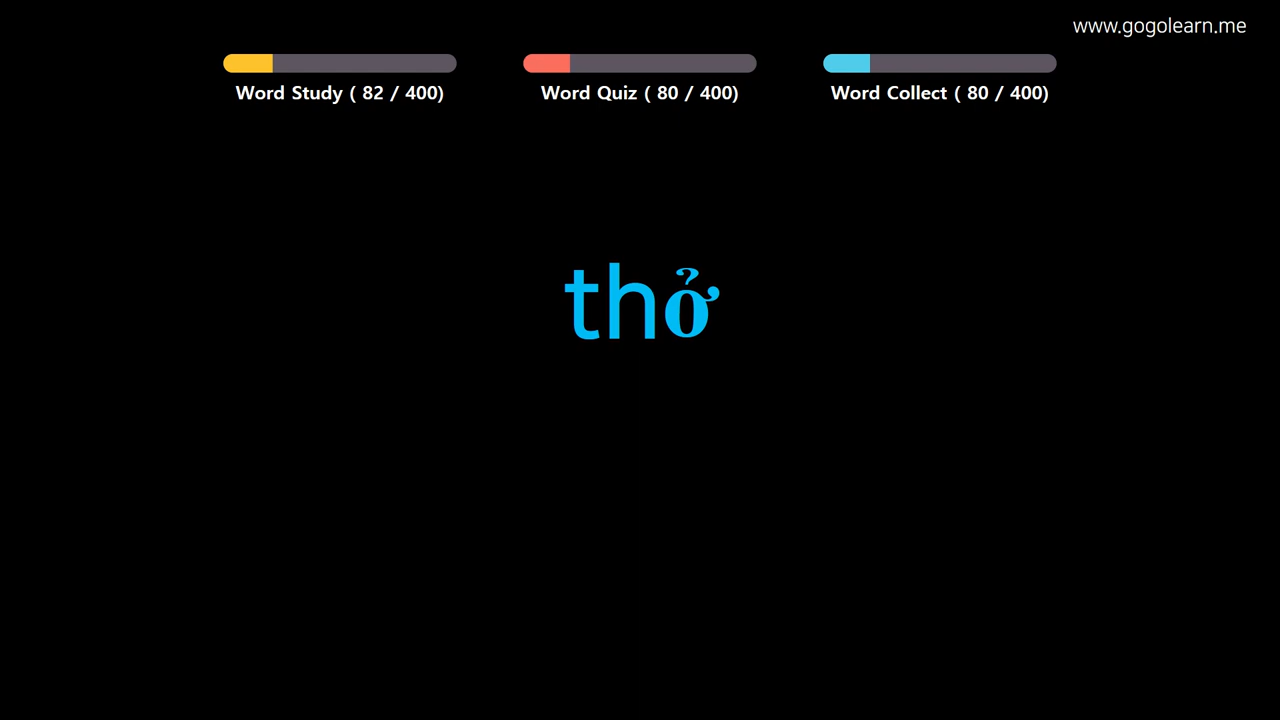 www.gogolearn.me
Word Study ( 82 / 400)
Word Quiz ( 80 / 400)
Word Collect ( 80 / 400)
thở